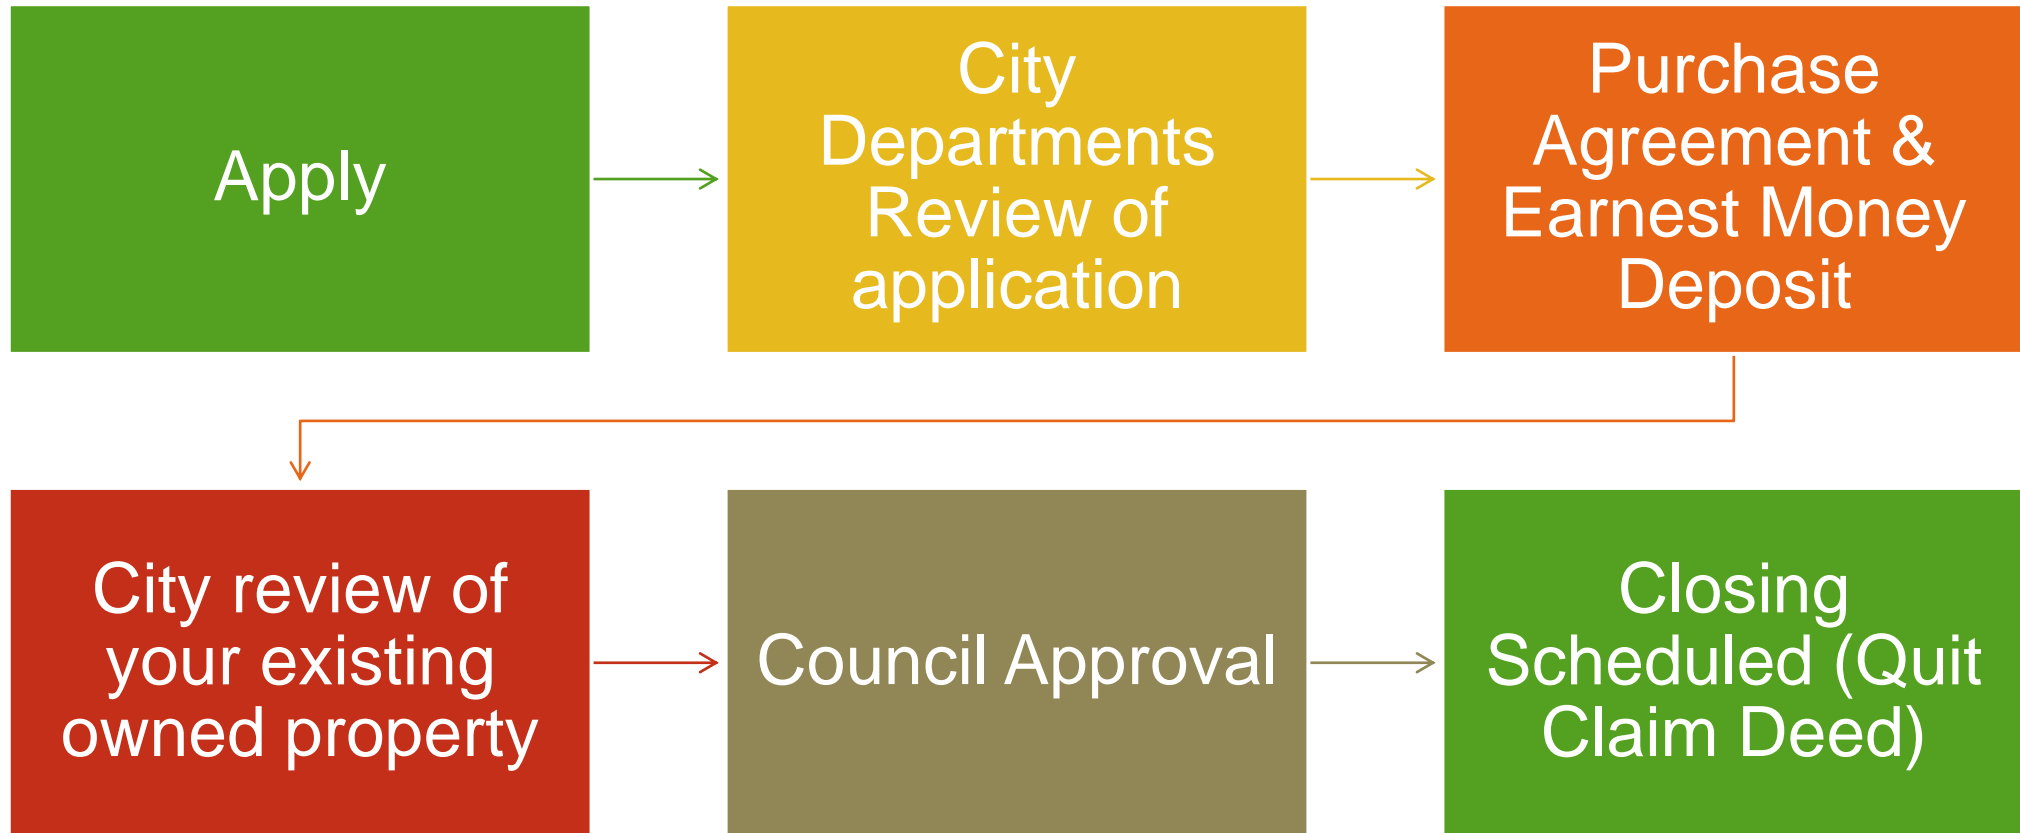 Apply
City
Departments
Review of
application
Purchase
Agreement &
Earnest Money
Deposit
City review of
your existing
owned property
Council Approval
Closing
Scheduled (Quit
Claim Deed)